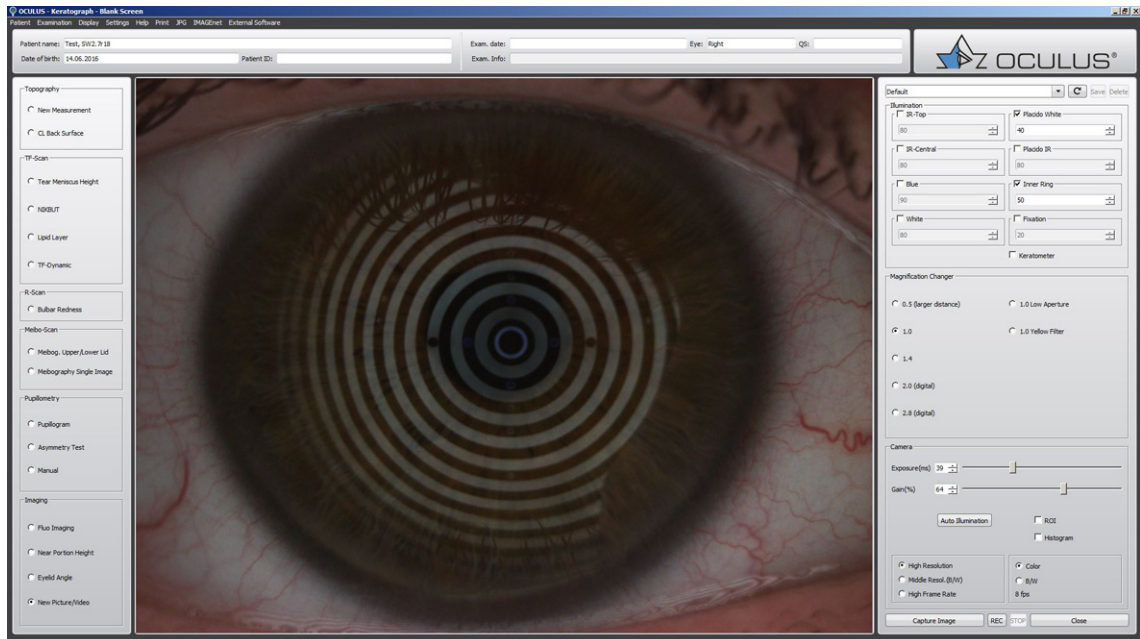 OCULUS - Keratograph - Blank Screen
Patient Examination Display Settings Help Print JPG IMAGEnet External Software
Patient name: Test, SW2.7r18
Exam. date:
Eye: Right
QS:
Date of birth: 14.06.2016
Patient ID:
Exam. Info:
OCULUS®
Topography
New Measurement
CL Back Surface
TF-Scan
Tear Meniscus Height
NIKBUT
Lipid Layer
TF-Dynamic
R-Scan
Bulbar Redness
Meibo-Scan
Meibog. Upper/Lower Lid
Meibography Single Image
Pupillometry
Pupillogram
Asymmetry Test
Manual
Imaging
Fluo Imaging
Near Portion Height
Eyelid Angle
New Picture/Video
Default
Save Delete
Illumination
IR-Top
80
Placido White
40
IR-Central
80
Placido IR
80
Blue
90
Inner Ring
50
White
80
Fixation
20
Keratometer
Magnification Changer
0.5 (larger distance)
1.0 Low Aperture
1.0
1.0 Yellow Filter
1.4
2.0 (digital)
2.8 (digital)
Camera
Exposure(ms) 39
Gain(%) 64
Auto Illumination
ROI
Histogram
High Resolution
Middle Resol.(B/W)
High Frame Rate
Color
B/W
8 fps
Capture Image REC STOP Close